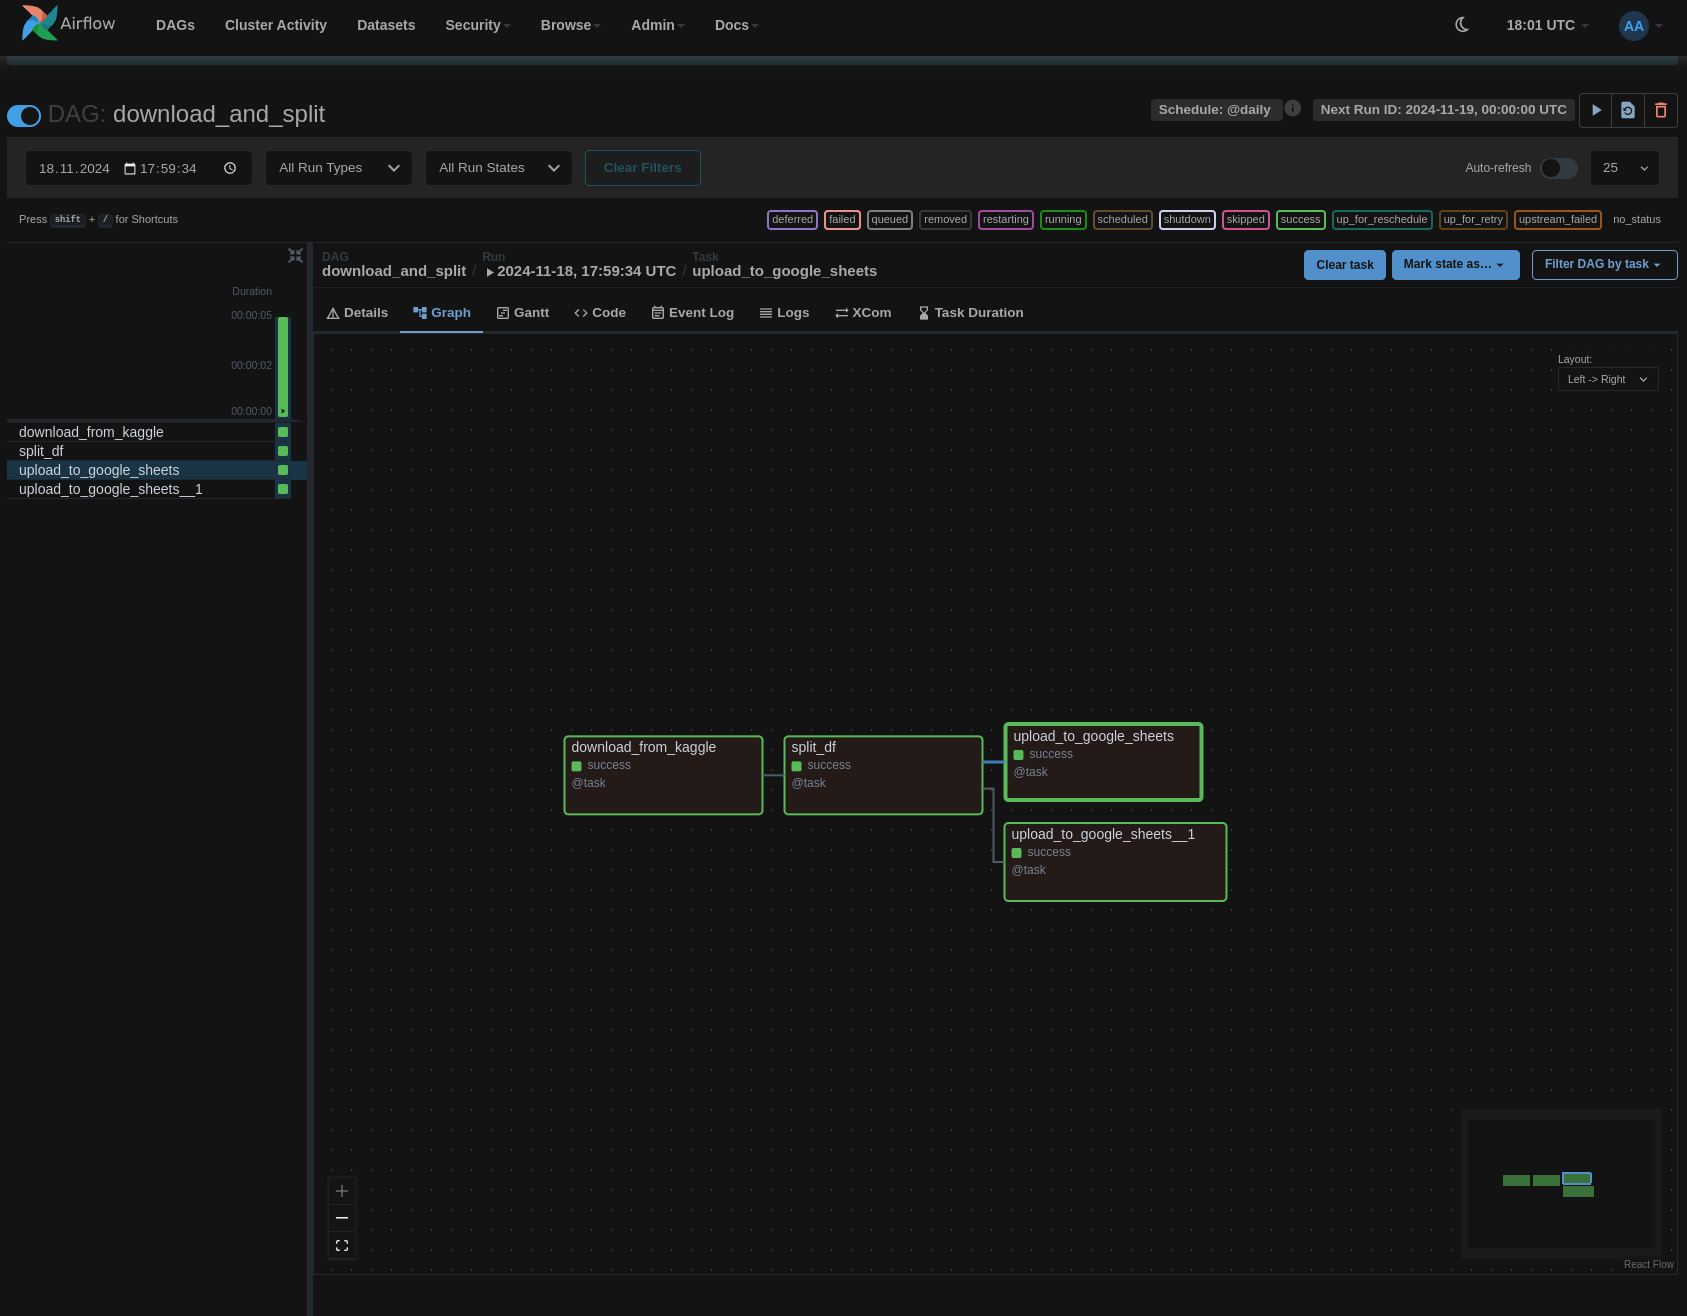 Airflow
DAGs Cluster Activity Datasets Security Browse Admin Docs 18:01 UTC AA
DAG: download_and_split
Schedule: @daily Next Run ID: 2024-11-19, 00:00:00 UTC
18.11.2024 17:59:34 All Run Types All Run States Clear Filters Auto-refresh 25
Press shift + / for Shortcuts
deferred failed queued removed restarting running scheduled shutdown skipped success up_for_reschedule up_for_retry upstream_failed no_status
DAG Run Task
download_and_split / 2024-11-18, 17:59:34 UTC / upload_to_google_sheets
Clear task Mark state as... Filter DAG by task
Details Graph Gantt Code Event Log Logs XCom Task Duration
Duration
00:00:05
00:00:02
00:00:00
download_from_kaggle
split_df
upload_to_google_sheets
upload_to_google_sheets__1
Layout:
Left -> Right
download_from_kaggle
success
@task
split_df
success
@task
upload_to_google_sheets
success
@task
upload_to_google_sheets__1
success
@task
React Flow